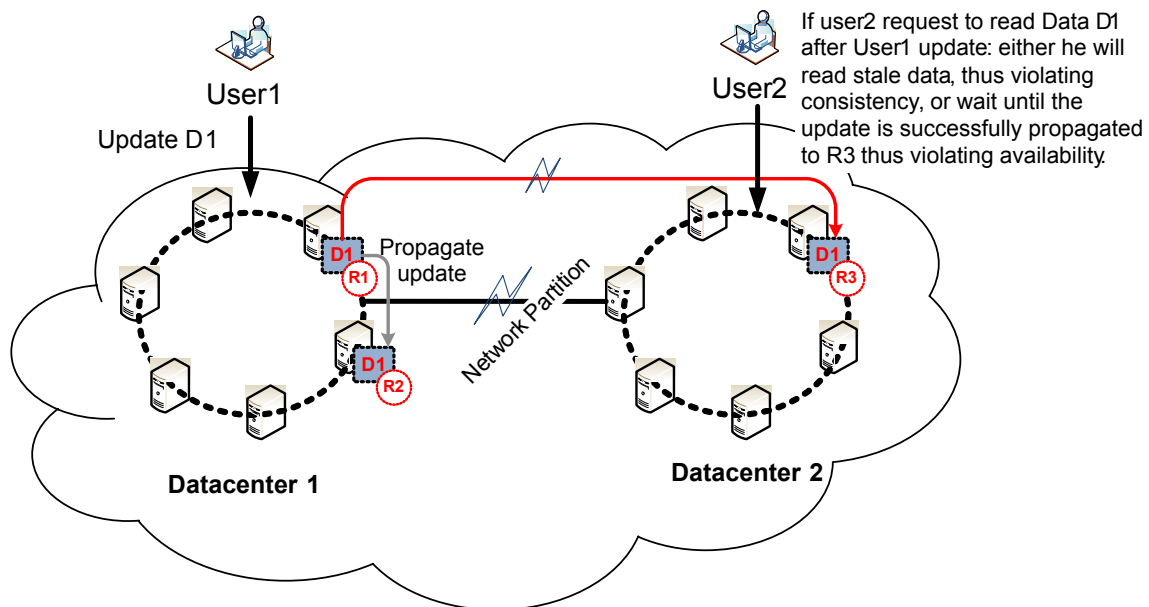 If user2 request to read Data D1
after User1 update: either he will
read stale data, thus violating
consistency, or wait until the
update is successfully propagated
to R3 thus violating availability.
User1
User2
Update D1
D1
R1
Propagate
update
D1
R2
Network Partition
D1
R3
Datacenter 1
Datacenter 2